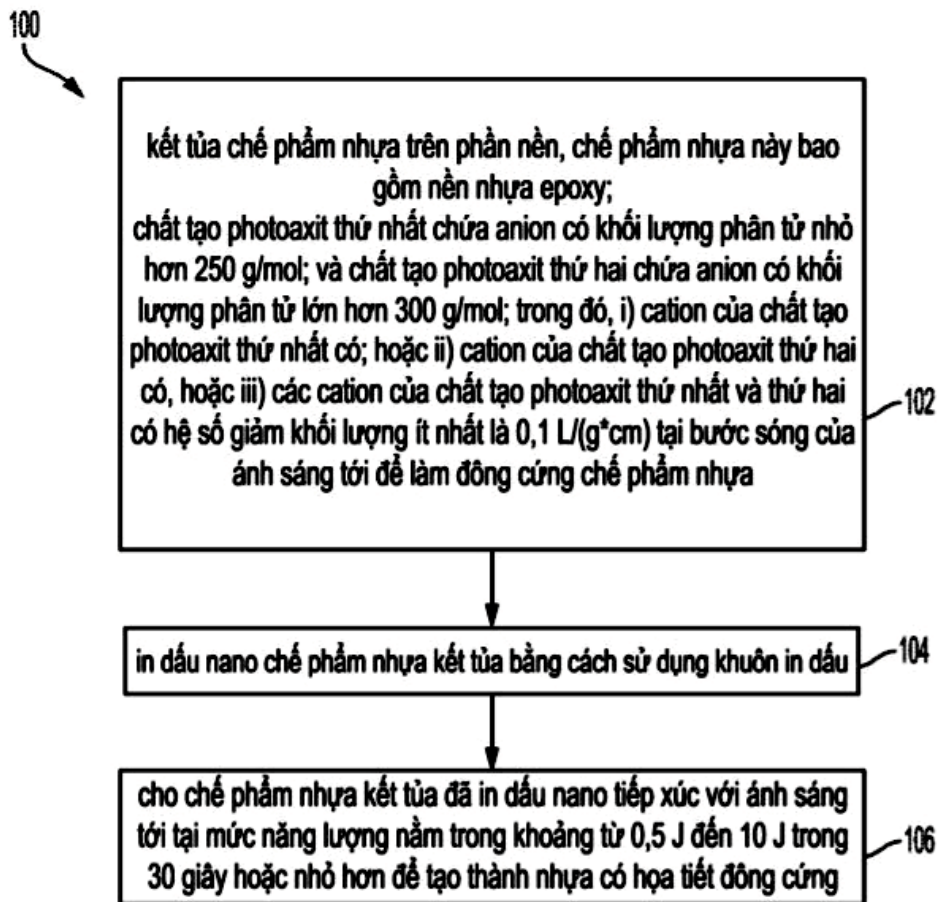 100
kết tủa chế phẩm nhựa trên phần nền, chế phẩm nhựa này bao
gồm nền nhựa epoxy;
chất tạo photoaxit thứ nhất chứa anion có khối lượng phân tử nhỏ
hơn 250 g/mol; và chất tạo photoaxit thứ hai chứa anion có khối
lượng phân tử lớn hơn 300 g/mol; trong đó, i) cation của chất tạo
photoaxit thứ nhất có; hoặc ii) cation của chất tạo photoaxit thứ hai
có, hoặc iii) các cation của chất tạo photoaxit thứ nhất và thứ hai
có hệ số giảm khối lượng ít nhất là 0,1 L/(g*cm) tại bước sóng của
ánh sáng tới để làm đông cứng chế phẩm nhựa
102
in dấu nano chế phẩm nhựa kết tủa bằng cách sử dụng khuôn in dấu
104
cho chế phẩm nhựa kết tủa đã in dấu nano tiếp xúc với ánh sáng
tới tại mức năng lượng nằm trong khoảng từ 0,5 J đến 10 J trong
30 giây hoặc nhỏ hơn để tạo thành nhựa có họa tiết đông cứng
106